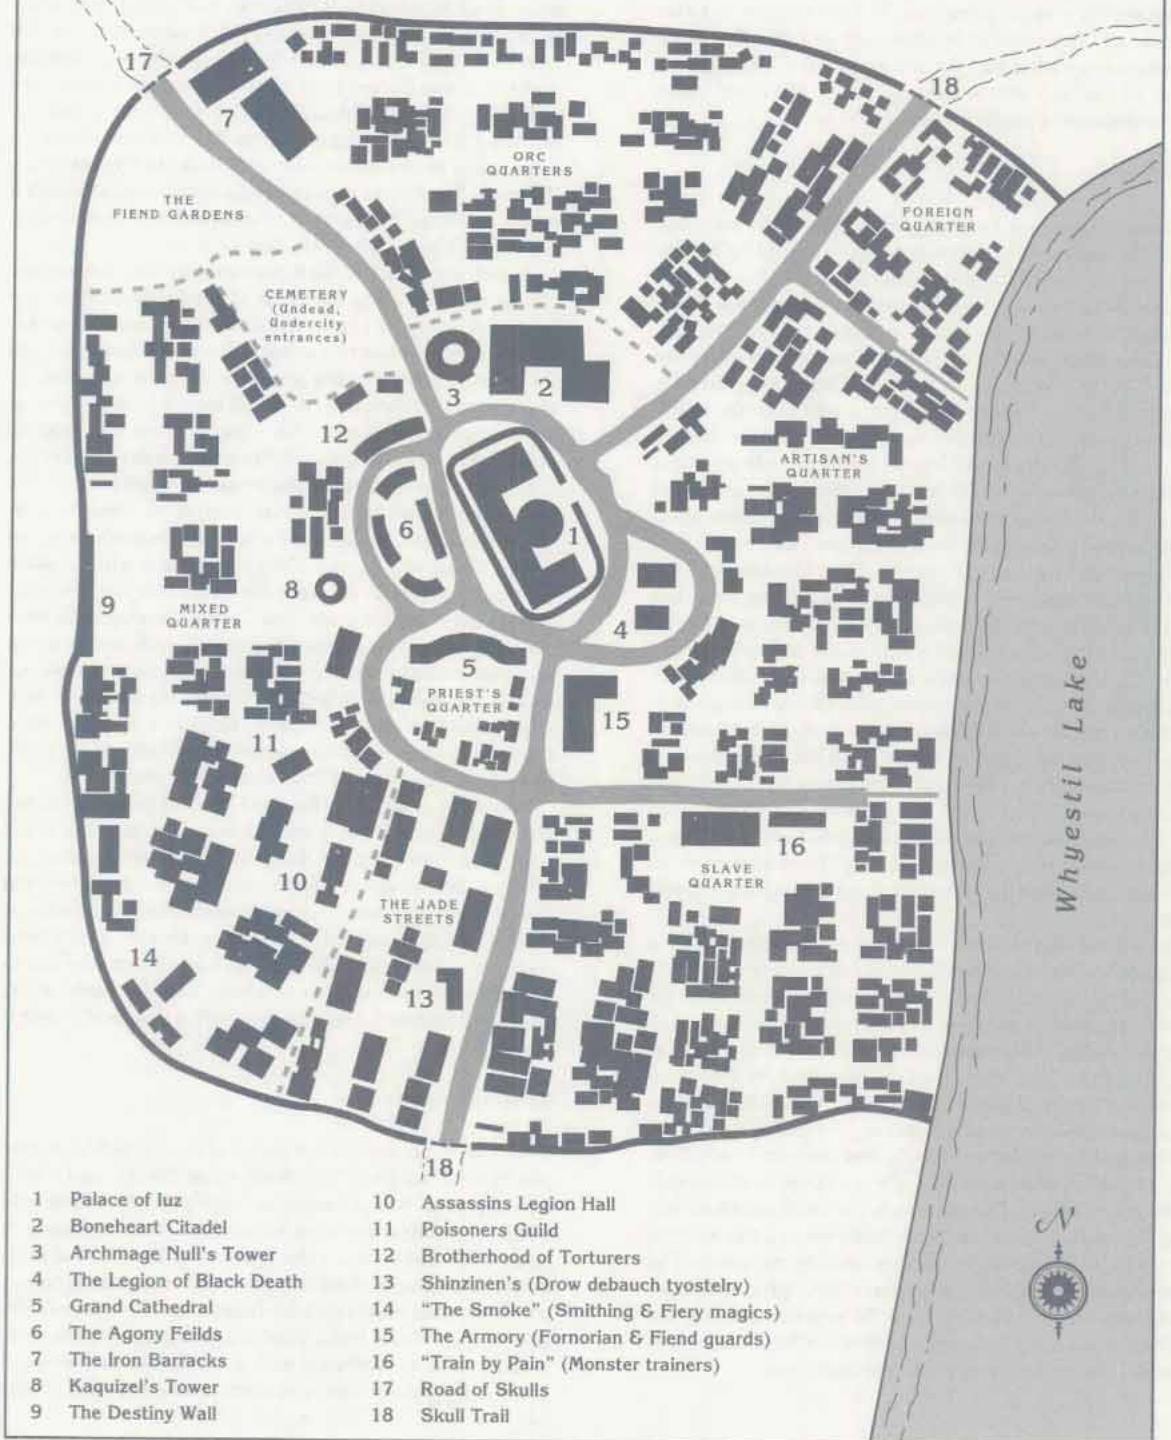 17
18
7
ORC
QUARTERS
THE
FIEND GARDENS
FOREIGN
QUARTER
CEMETERY
(Undead,
Undercity
entrances)
3
2
12
ARTISAN'S
QUARTER
6
1
8
9
MIXED
QUARTER
4
5
PRIEST'S
QUARTER
15
11
Whyestil Lake
16
SLAVE
QUARTER
10
THE JADE
STREETS
14
13
18
N
1 Palace of Iuz
2 Boneheart Citadel
3 Archmage Null's Tower
4 The Legion of Black Death
5 Grand Cathedral
6 The Agony Feilds
7 The Iron Barracks
8 Kaquizel's Tower
9 The Destiny Wall
10 Assassins Legion Hall
11 Poisoners Guild
12 Brotherhood of Torturers
13 Shinzinen's (Drow debauch tyostelry)
14 "The Smoke" (Smithing & Fiery magics)
15 The Armory (Fornorian & Fiend guards)
16 "Train by Pain" (Monster trainers)
17 Road of Skulls
18 Skull Trail